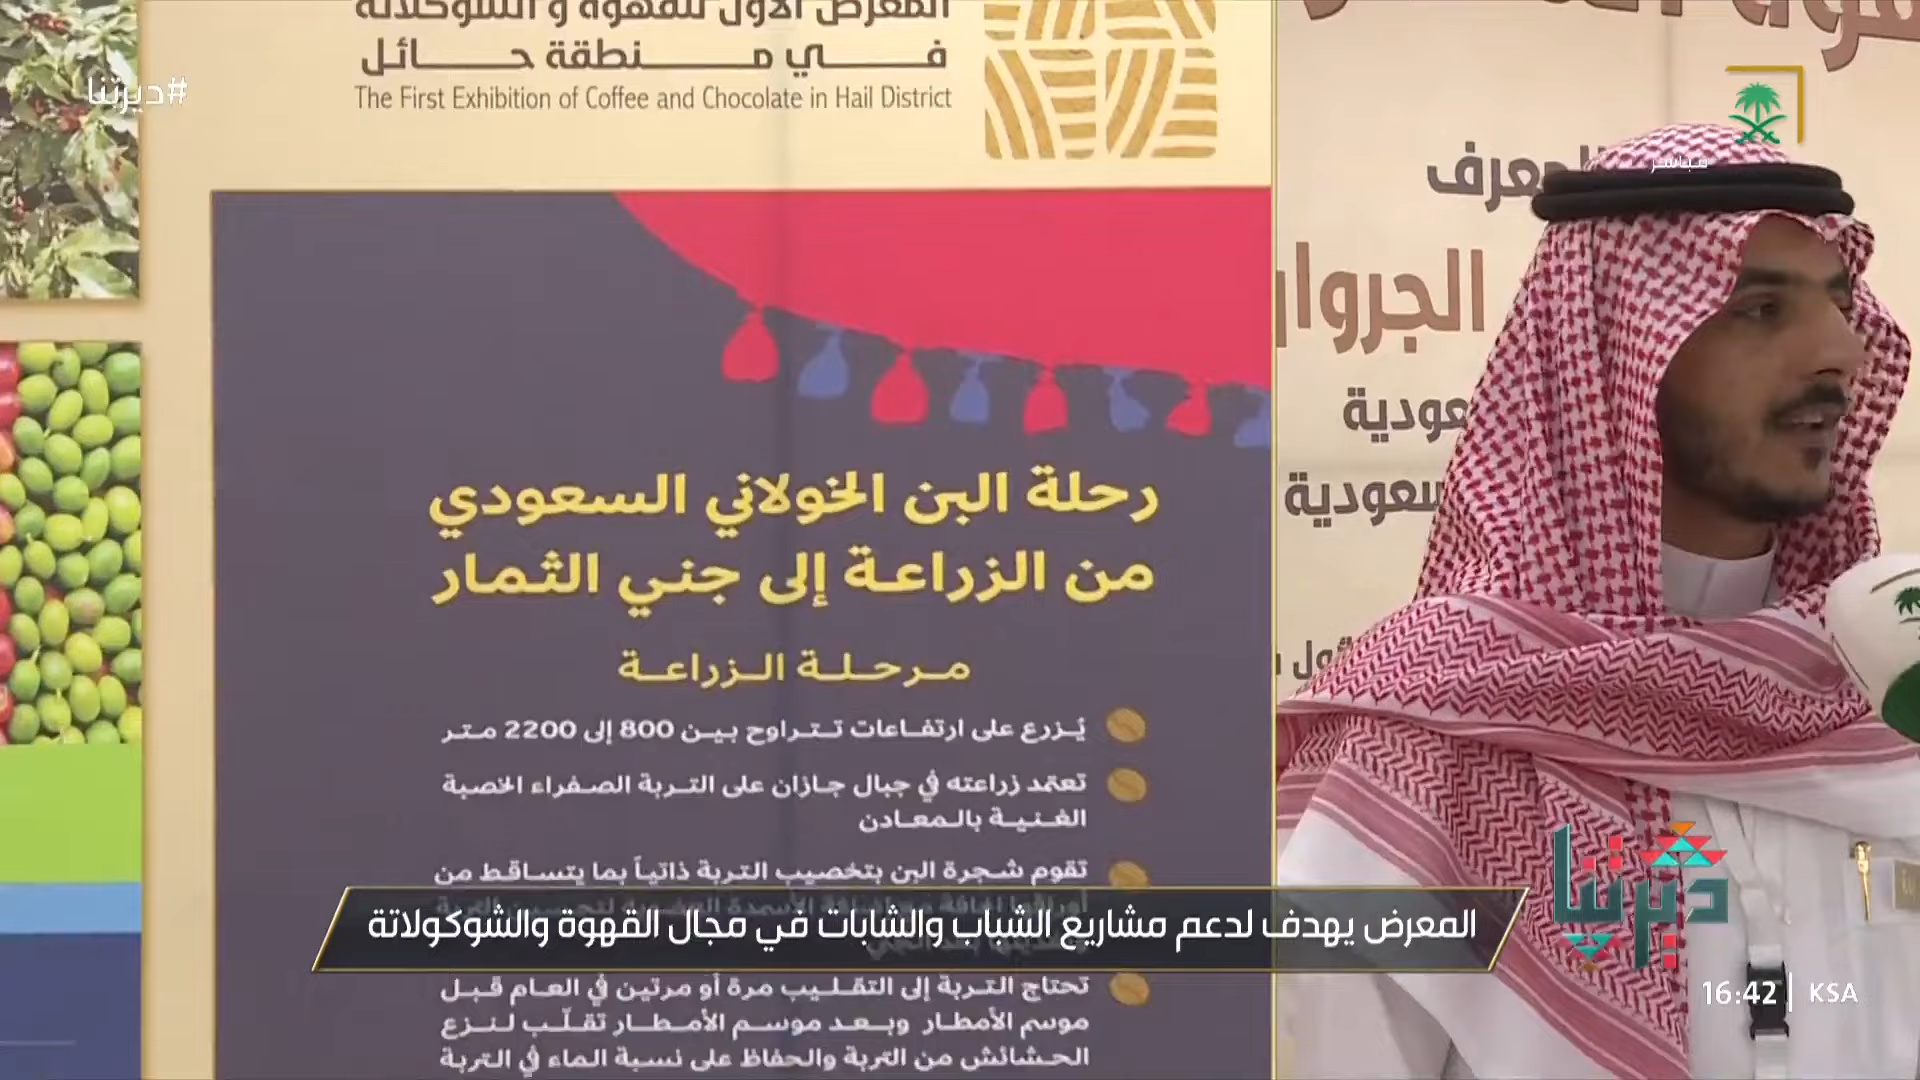 المعرض الأول للقهوة و الشوكلاتة
في منطقة حائل
The First Exhibition of Coffee and Chocolate in Hail District
#ديرتنا
مباشر
المعرف
السعودية
رحلة البن الخولاني السعودي
من الزراعة إلى جني الثمار
مرحلة الزراعة
يُزرع على ارتفاعات تتراوح بين 800 إلى 2200 متر
تعتمد زراعته في جبال جازان على التربة الصفراء الخصبة
الغنية بالمعادن
تقوم شجرة البن بتخصيب التربة ذاتياً بما يتساقط من
المعرض يهدف لدعم مشاريع الشباب والشابات في مجال القهوة والشوكولاتة
تحتاج التربة إلى التقليب مرة أو مرتين في العام قبل
موسم الأمطار وبعد موسم الأمطار تقلّب لنزع
الحشائش من التربة والحفاظ على نسبة الماء في التربة
ديرتنا
16:42 | KSA